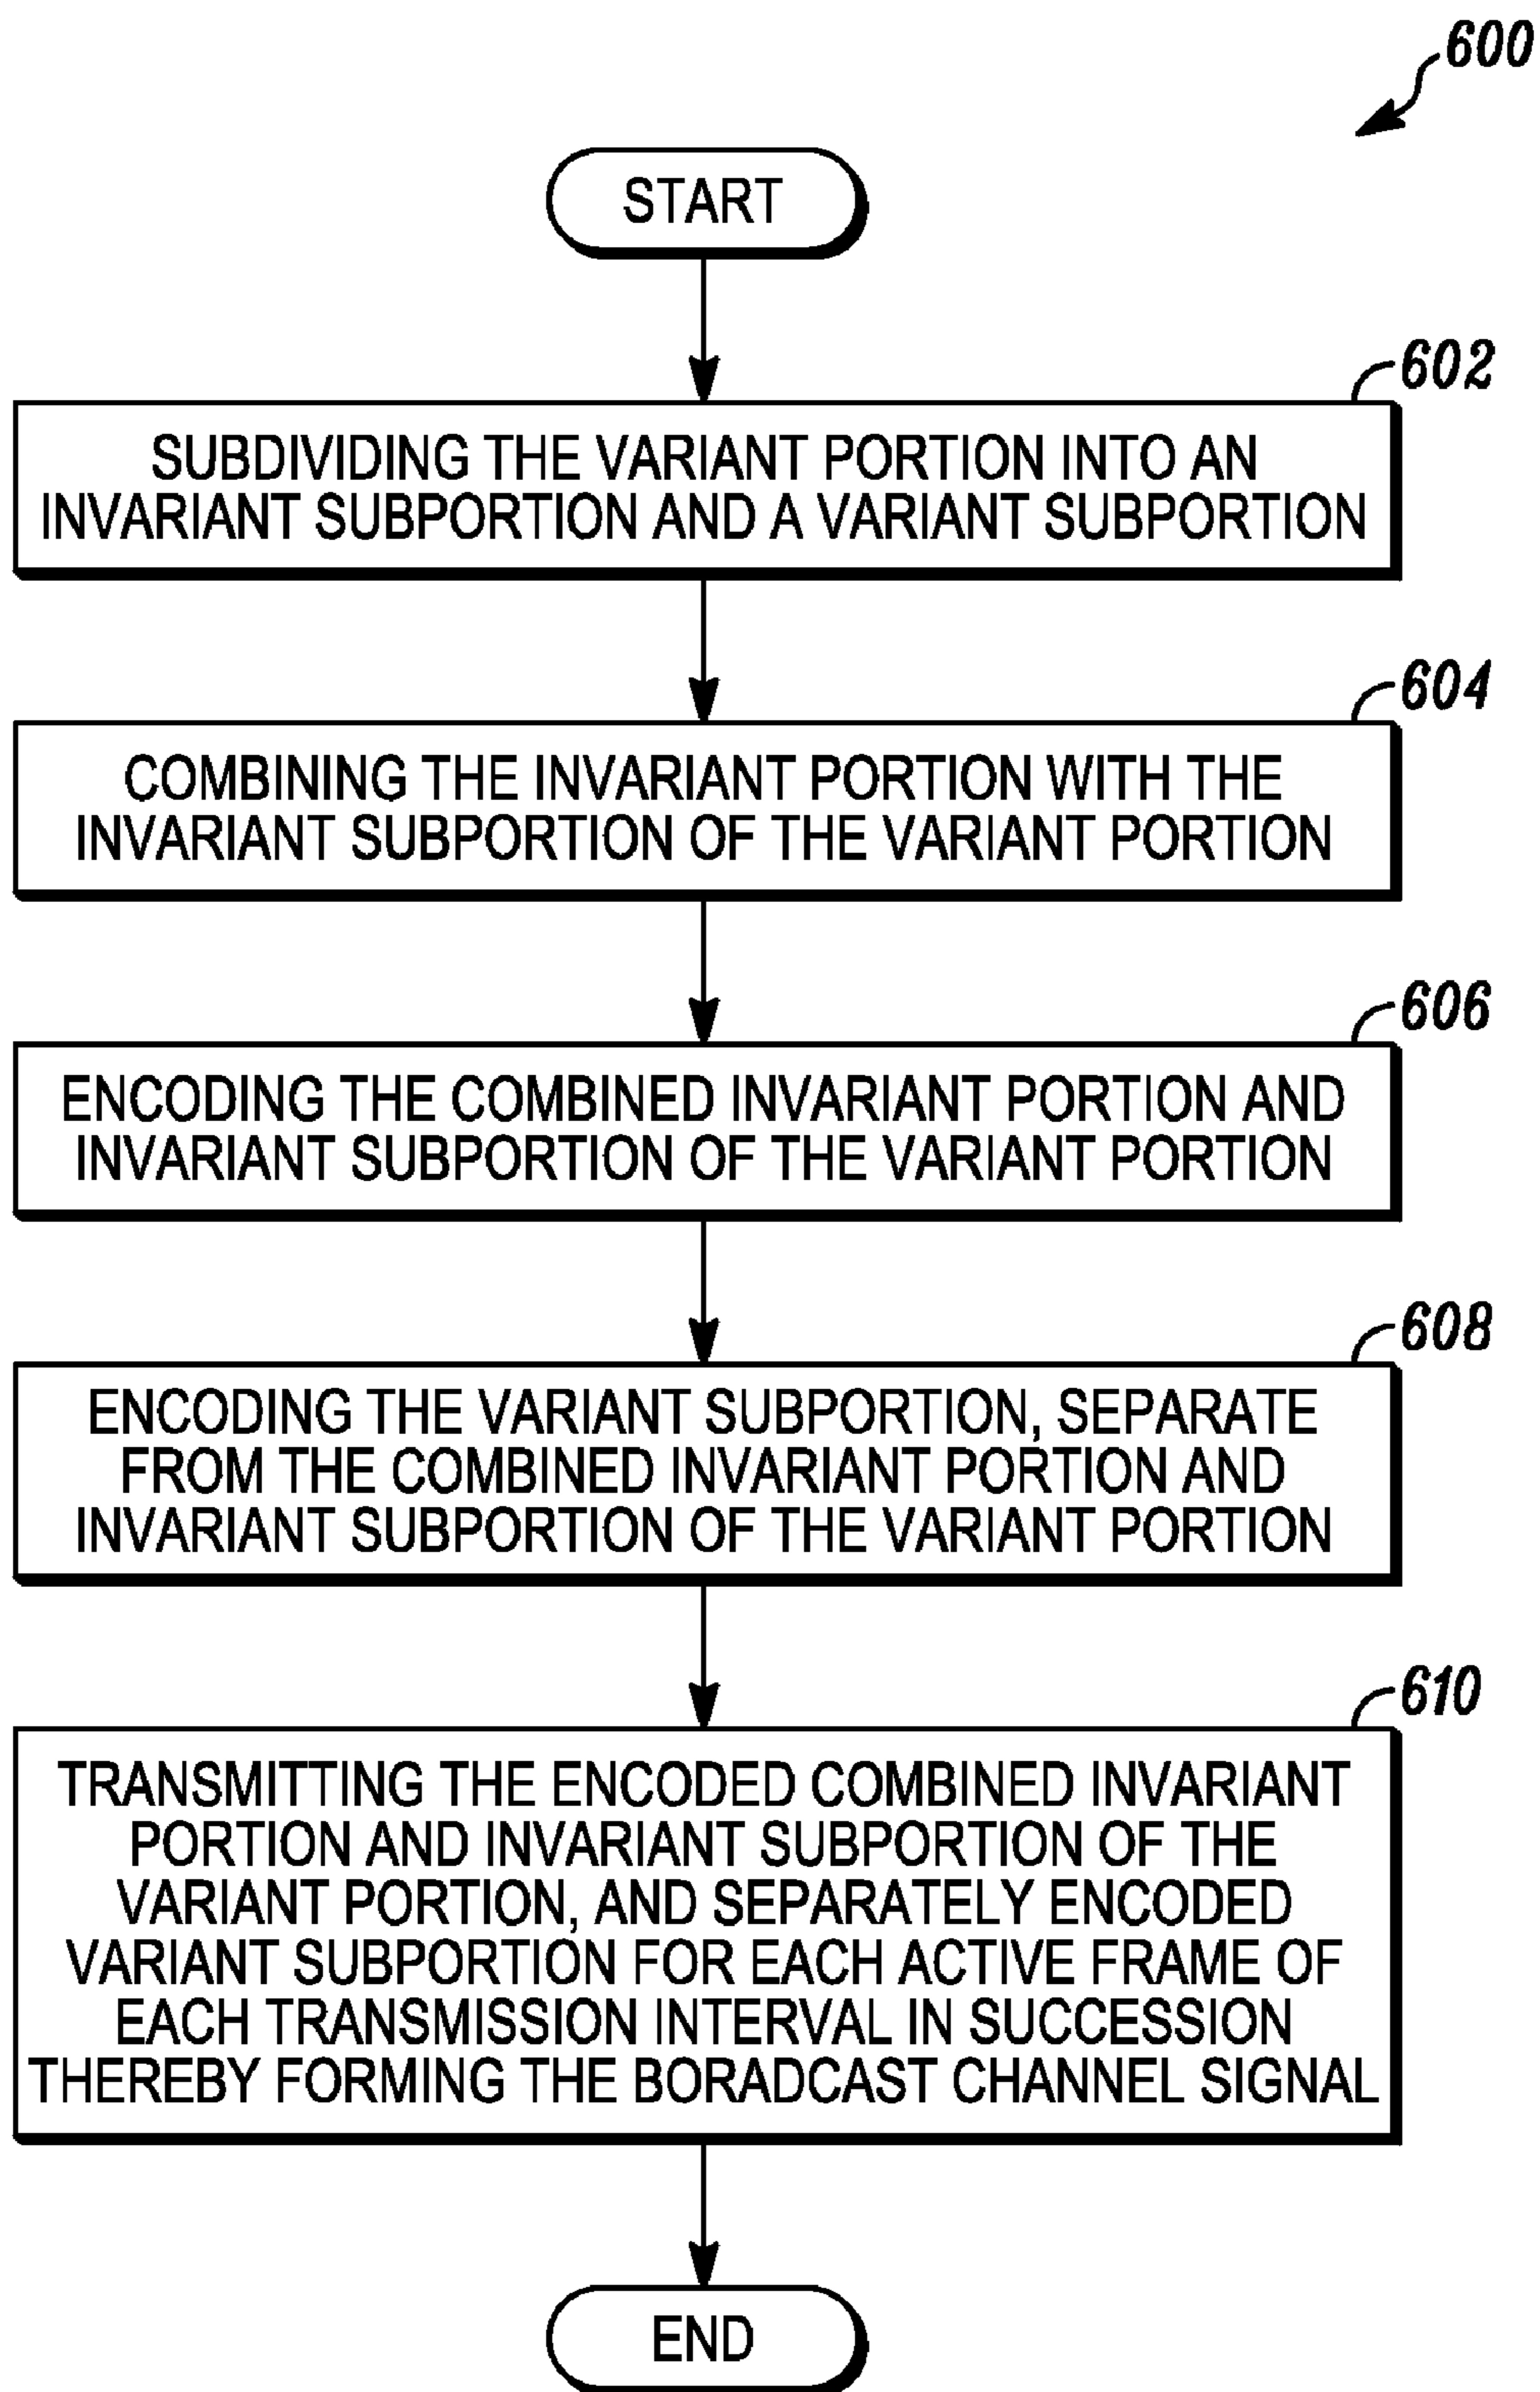 600
START
602
SUBDIVIDING THE VARIANT PORTION INTO AN
INVARIANT SUBPORTION AND A VARIANT SUBPORTION
604
COMBINING THE INVARIANT PORTION WITH THE
INVARIANT SUBPORTION OF THE VARIANT PORTION
606
ENCODING THE COMBINED INVARIANT PORTION AND
INVARIANT SUBPORTION OF THE VARIANT PORTION
608
ENCODING THE VARIANT SUBPORTION, SEPARATE
FROM THE COMBINED INVARIANT PORTION AND
INVARIANT SUBPORTION OF THE VARIANT PORTION
610
TRANSMITTING THE ENCODED COMBINED INVARIANT
PORTION AND INVARIANT SUBPORTION OF THE
VARIANT PORTION, AND SEPARATELY ENCODED
VARIANT SUBPORTION FOR EACH ACTIVE FRAME OF
EACH TRANSMISSION INTERVAL IN SUCCESSION
THEREBY FORMING THE BORADCAST CHANNEL SIGNAL
END